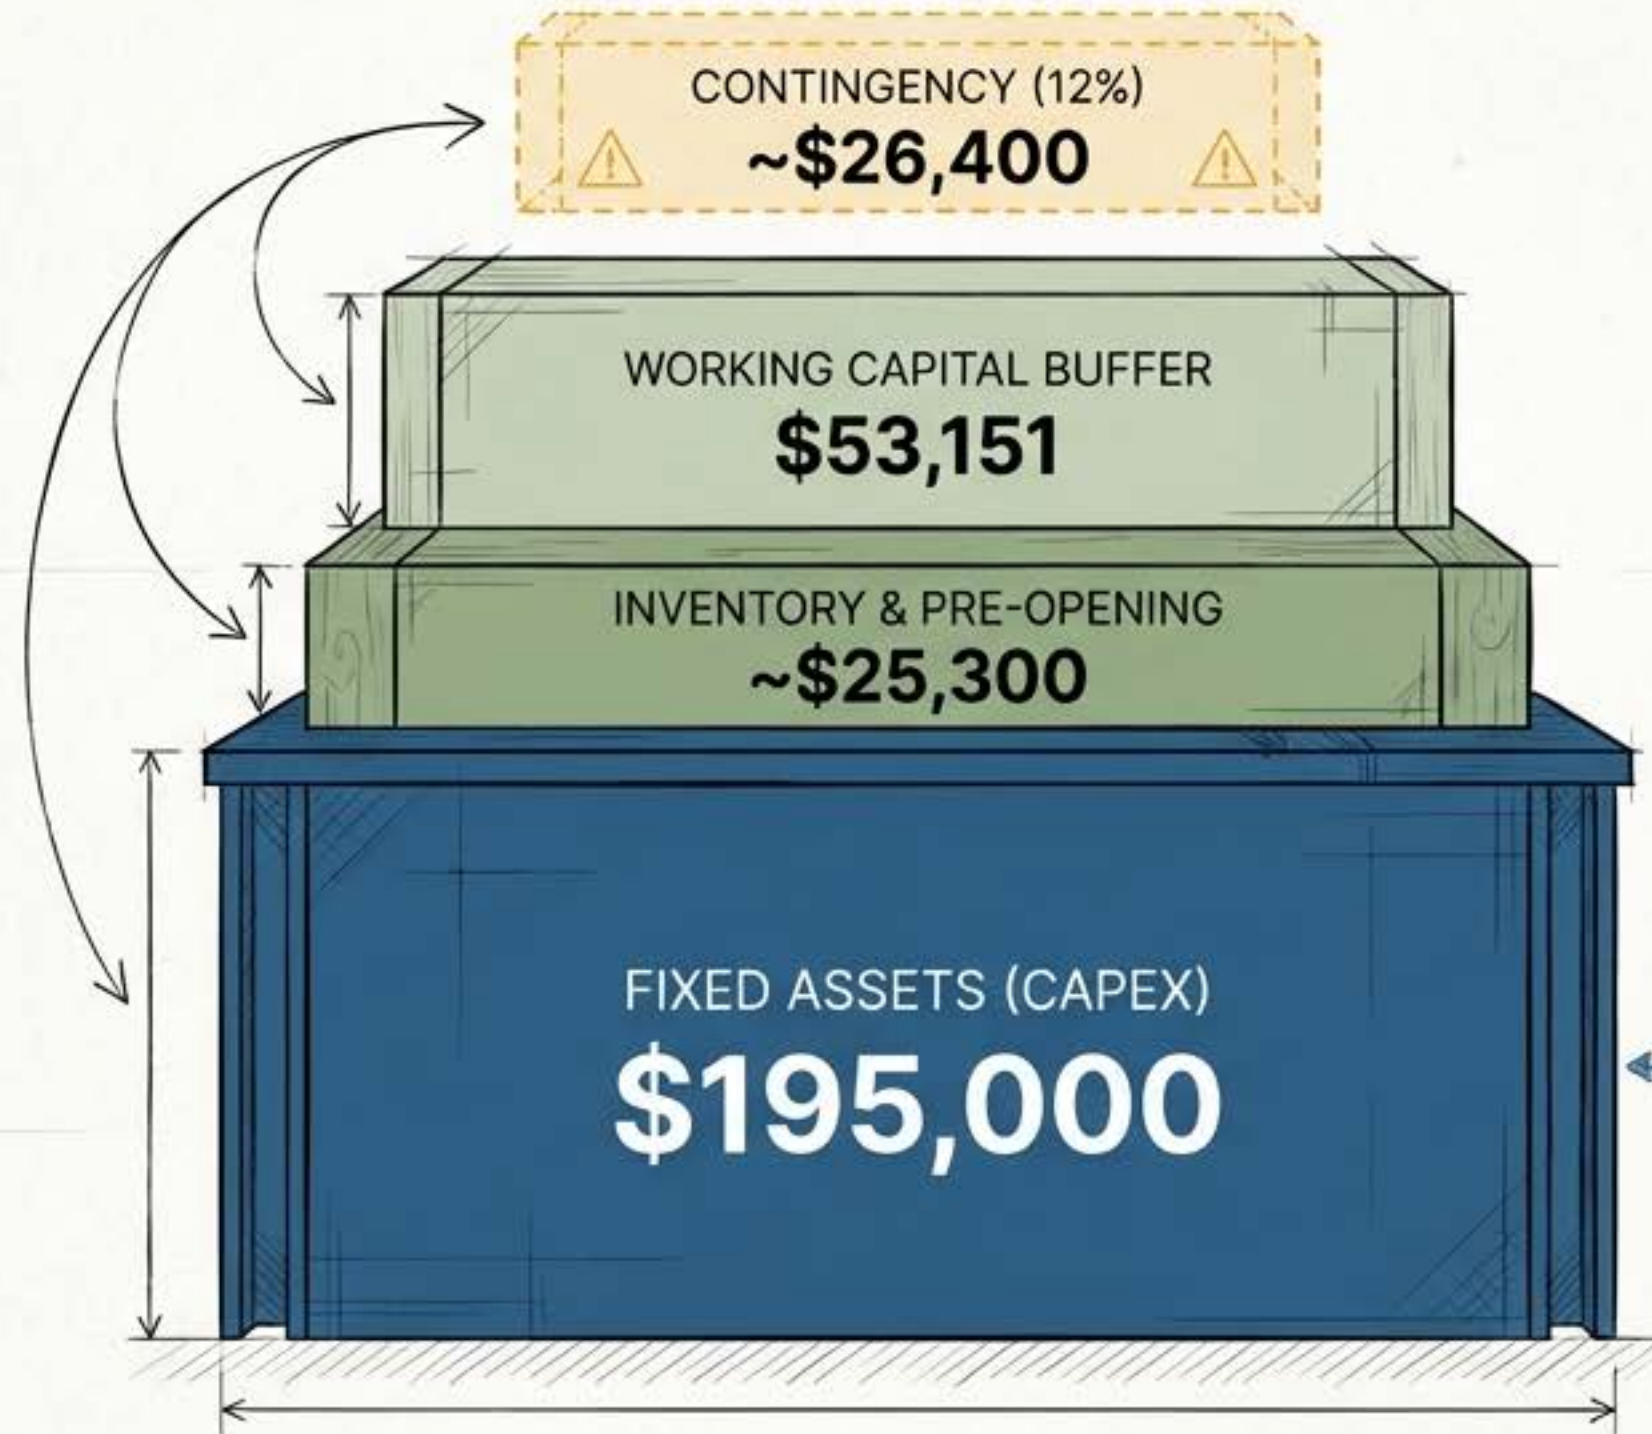 CONTINGENCY (12%)
~$26,400
WORKING CAPITAL BUFFER
$53,151
INVENTORY & PRE-OPENING
~$25,300
FIXED ASSETS (CAPEX)
$195,000